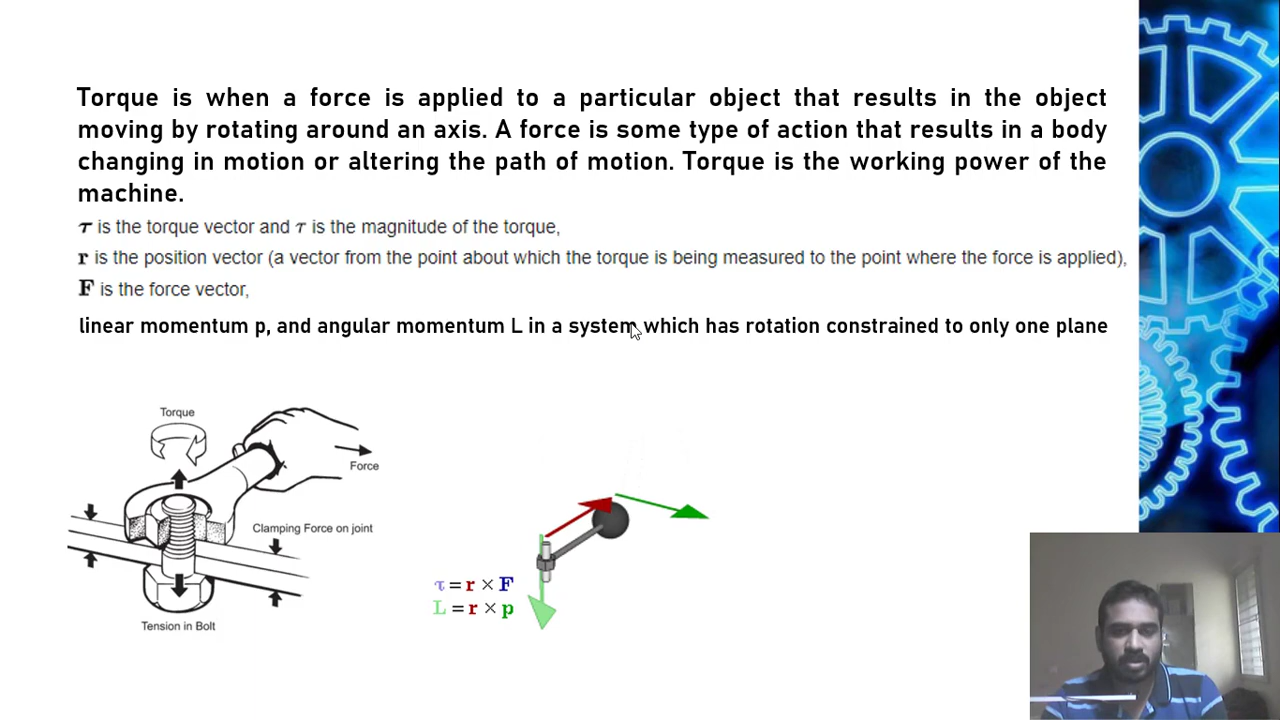 Torque is when a force is applied to a particular object that results in the object
moving by rotating around an axis. A force is some type of action that results in a body
changing in motion or altering the path of motion. Torque is the working power of the
machine.
τ is the torque vector and τ is the magnitude of the torque,
r is the position vector (a vector from the point about which the torque is being measured to the point where the force is applied),
F is the force vector,
linear momentum p, and angular momentum L in a system which has rotation constrained to only one plane
Torque
Force
Clamping Force on joint
Tension in Bolt
τ = r × F
L = r × p